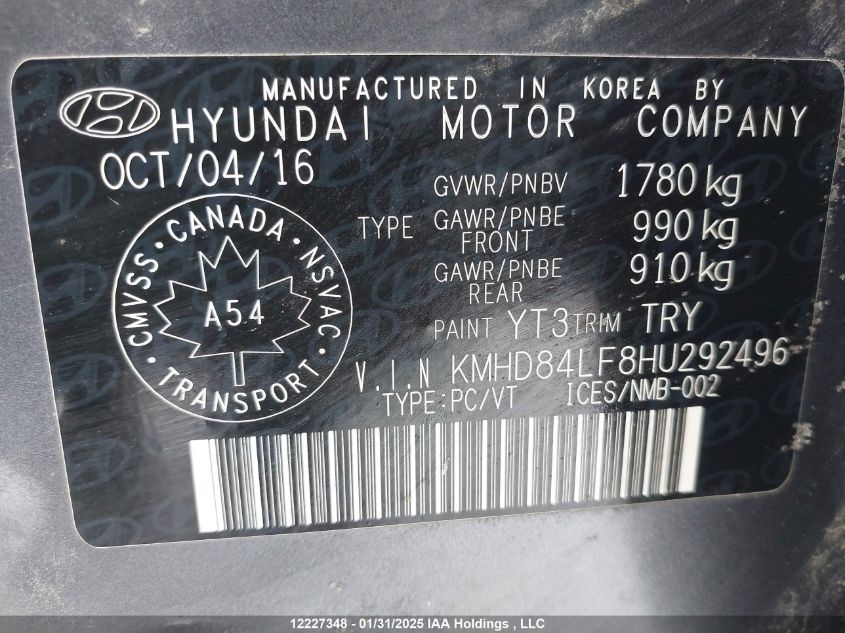 MANUFACTURED IN KOREA BY
HYUNDAI MOTOR COMPANY
OCT/04/16
GVWR/PNBV 1780 kg
TYPE GAWR/PNBE FRONT 990 kg
GAWR/PNBE REAR 910 kg
PAINT YT3 TRIM TRY
V.I.N KMHD84LF8HU292496
TYPE:PC/VT ICES/NMB-002
CMVSS · CANADA · NSVAC ·
A54
TRANSPORT
12227348 - 01/31/2025 IAA Holdings , LLC